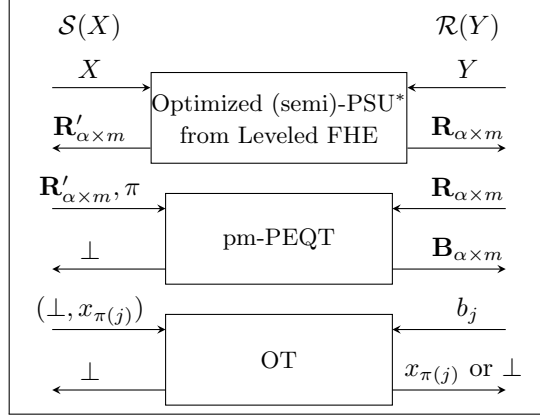 𝒮(X) ℛ(Y)
X Y
Optimized (semi)-PSU*
from Leveled FHE
R′α×m Rα×m
R′α×m, π Rα×m
pm-PEQT
⊥ Bα×m
(⊥, xπ(j)) bj
OT
⊥ xπ(j) or ⊥